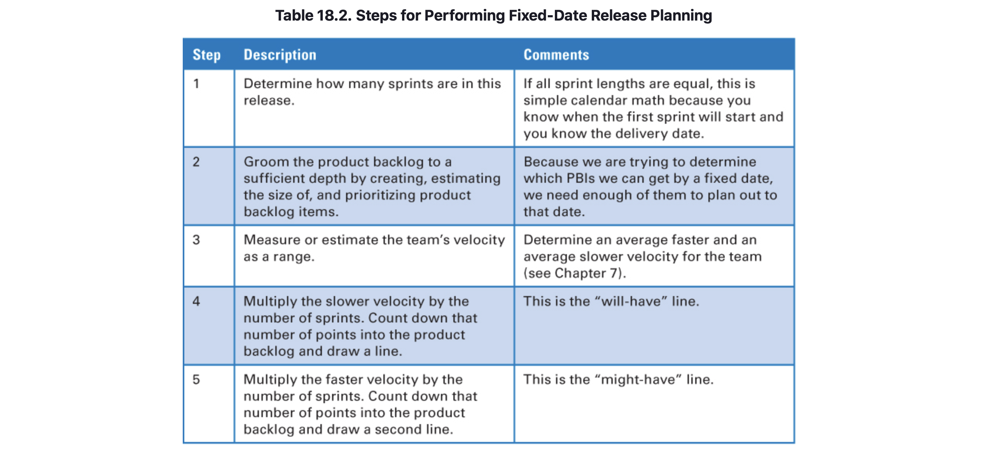 Table 18.2. Steps for Performing Fixed-Date Release Planning
Step Description Comments
1
Determine how many sprints are in this
release.
If all sprint lengths are equal, this is
simple calendar math because you
know when the first sprint will start and
you know the delivery date.
2
Groom the product backlog to a
sufficient depth by creating, estimating
the size of, and prioritizing product
backlog items.
Because we are trying to determine
which PBIs we can get by a fixed date,
we need enough of them to plan out to
that date.
3
Measure or estimate the team’s velocity
as a range.
Determine an average faster and an
average slower velocity for the team
(see Chapter 7).
4
Multiply the slower velocity by the
number of sprints. Count down that
number of points into the product
backlog and draw a line.
This is the “will-have” line.
5
Multiply the faster velocity by the
number of sprints. Count down that
number of points into the product
backlog and draw a second line.
This is the “might-have” line.